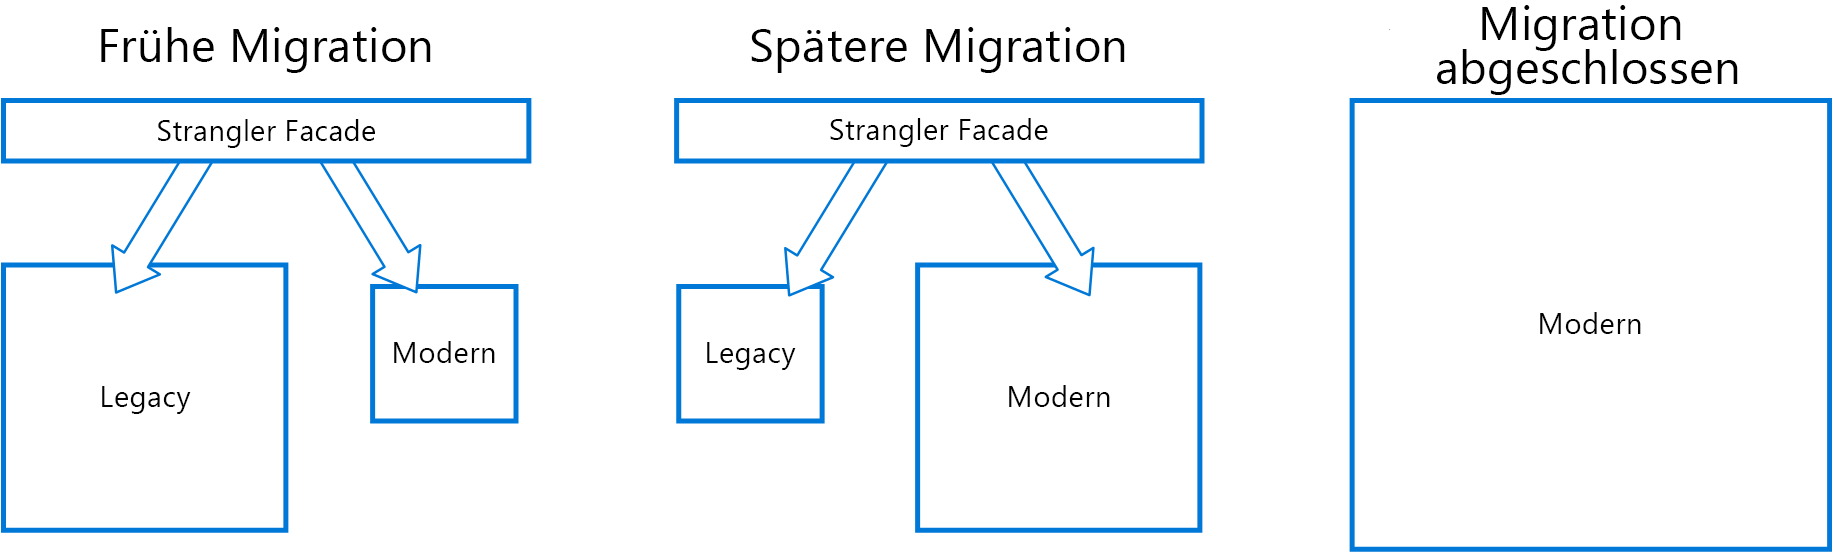 Frühe Migration
Strangler Facade
Legacy
Modern
Spätere Migration
Strangler Facade
Legacy
Modern
Migration
abgeschlossen
Modern